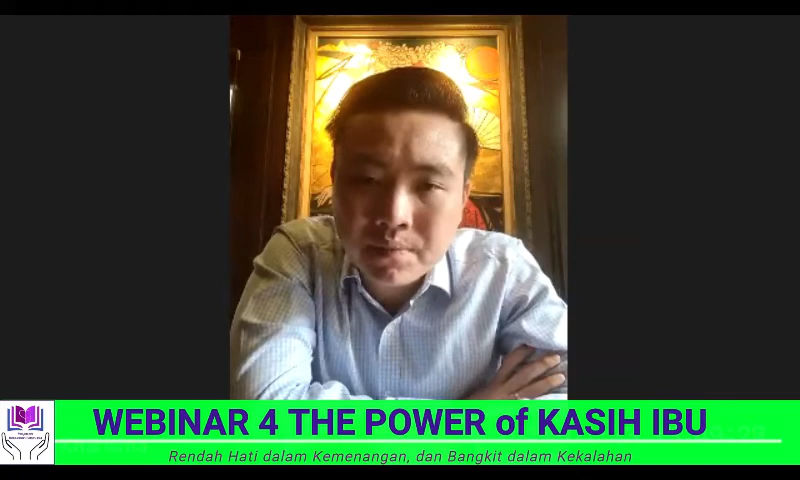 WEBINAR 4 THE POWER of KASIH IBU
Rendah Hati dalam Kemenangan, dan Bangkit dalam Kekalahan